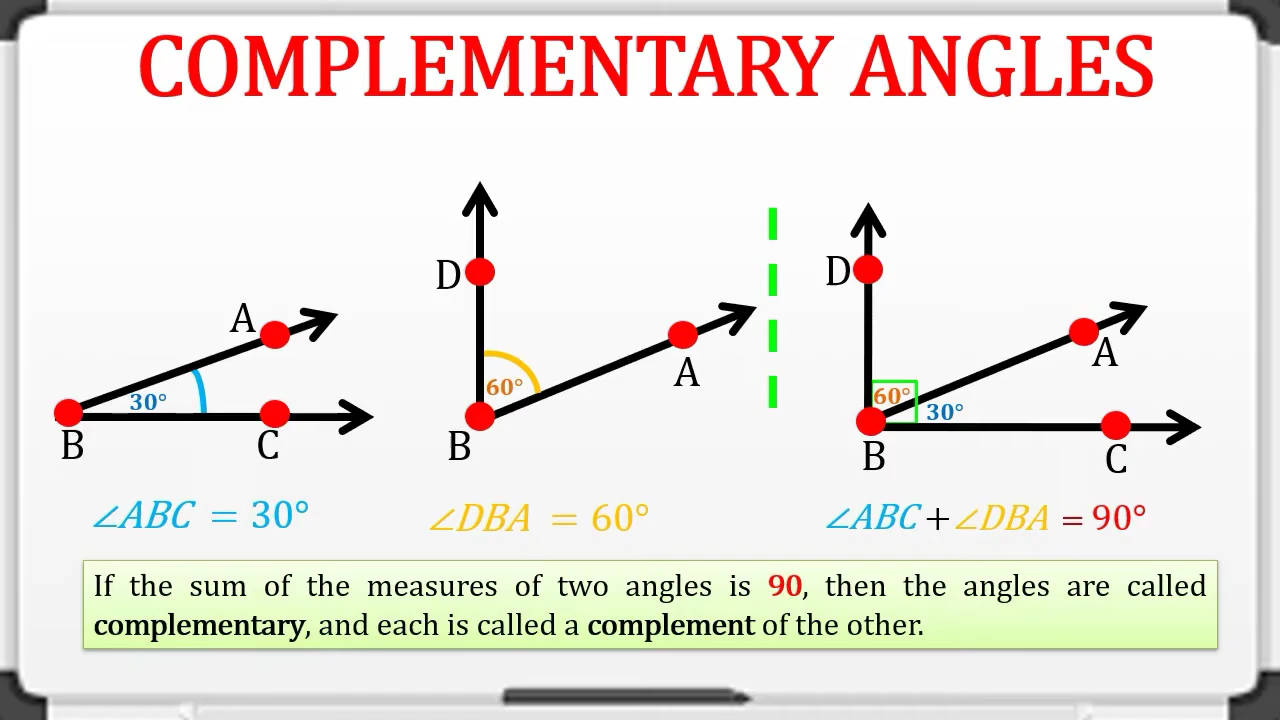 COMPLEMENTARY ANGLES
A
30°
B
C
D
60°
A
B
D
A
60°
30°
B
C
∠ABC = 30°
∠DBA = 60°
∠ABC+∠DBA = 90°
If the sum of the measures of two angles is 90, then the angles are called
complementary, and each is called a complement of the other.